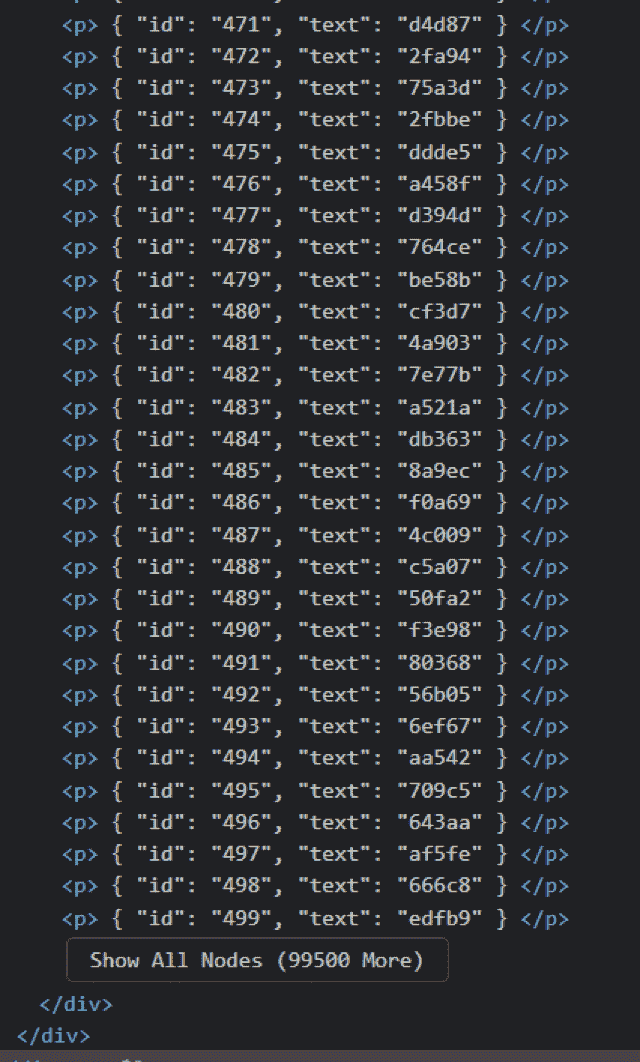 <p> { "id": "471", "text": "d4d87" } </p>
<p> { "id": "472", "text": "2fa94" } </p>
<p> { "id": "473", "text": "75a3d" } </p>
<p> { "id": "474", "text": "2fbbe" } </p>
<p> { "id": "475", "text": "ddde5" } </p>
<p> { "id": "476", "text": "a458f" } </p>
<p> { "id": "477", "text": "d394d" } </p>
<p> { "id": "478", "text": "764ce" } </p>
<p> { "id": "479", "text": "be58b" } </p>
<p> { "id": "480", "text": "cf3d7" } </p>
<p> { "id": "481", "text": "4a903" } </p>
<p> { "id": "482", "text": "7e77b" } </p>
<p> { "id": "483", "text": "a521a" } </p>
<p> { "id": "484", "text": "db363" } </p>
<p> { "id": "485", "text": "8a9ec" } </p>
<p> { "id": "486", "text": "f0a69" } </p>
<p> { "id": "487", "text": "4c009" } </p>
<p> { "id": "488", "text": "c5a07" } </p>
<p> { "id": "489", "text": "50fa2" } </p>
<p> { "id": "490", "text": "f3e98" } </p>
<p> { "id": "491", "text": "80368" } </p>
<p> { "id": "492", "text": "56b05" } </p>
<p> { "id": "493", "text": "6ef67" } </p>
<p> { "id": "494", "text": "aa542" } </p>
<p> { "id": "495", "text": "709c5" } </p>
<p> { "id": "496", "text": "643aa" } </p>
<p> { "id": "497", "text": "af5fe" } </p>
<p> { "id": "498", "text": "666c8" } </p>
<p> { "id": "499", "text": "edfb9" } </p>
Show All Nodes (99500 More)
</div>
</div>